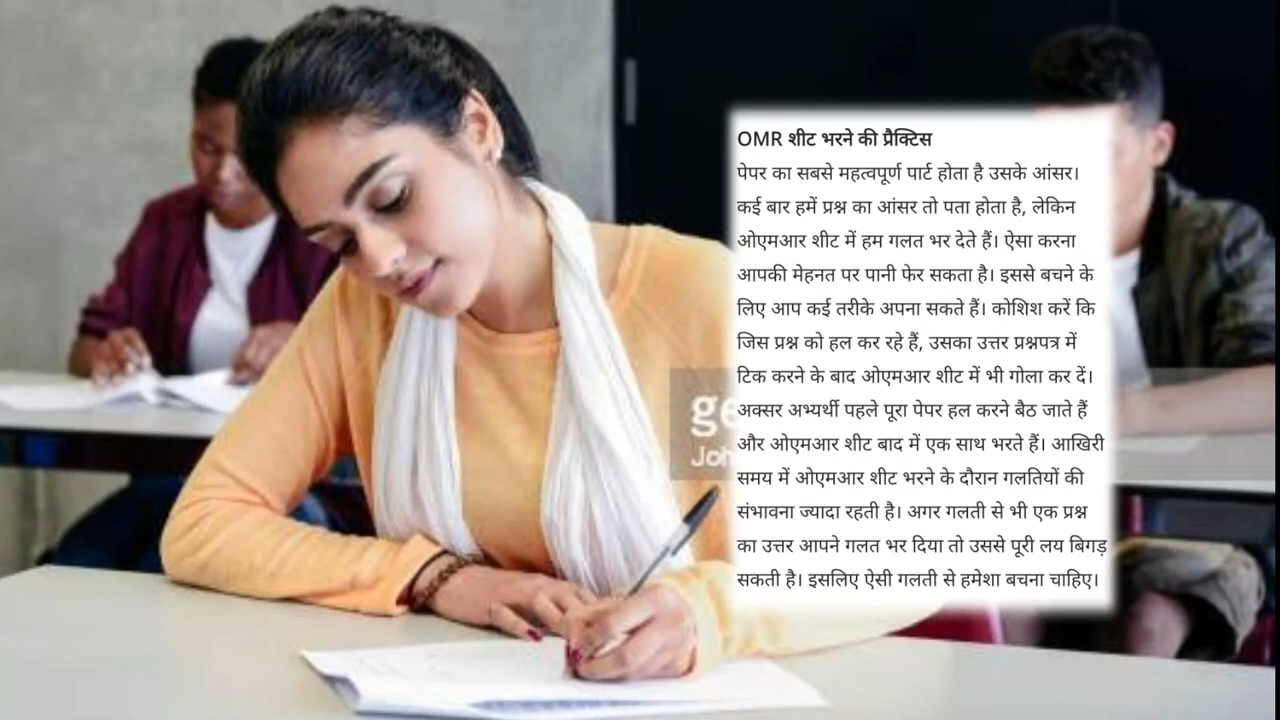 OMR शीट भरने की प्रैक्टिस
पेपर का सबसे महत्वपूर्ण पार्ट होता है उसके आंसर।
कई बार हमें प्रश्न का आंसर तो पता होता है, लेकिन
ओएमआर शीट में हम गलत भर देते हैं। ऐसा करना
आपकी मेहनत पर पानी फेर सकता है। इससे बचने के
लिए आप कई तरीके अपना सकते हैं। कोशिश करें कि
जिस प्रश्न को हल कर रहे हैं, उसका उत्तर प्रश्नपत्र में
टिक करने के बाद ओएमआर शीट में भी गोला कर दें।
अक्सर अभ्यर्थी पहले पूरा पेपर हल करने बैठ जाते हैं
और ओएमआर शीट बाद में एक साथ भरते हैं। आखिरी
समय में ओएमआर शीट भरने के दौरान गलतियों की
संभावना ज्यादा रहती है। अगर गलती से भी एक प्रश्न
का उत्तर आपने गलत भर दिया तो उससे पूरी लय बिगड़
सकती है। इसलिए ऐसी गलती से हमेशा बचना चाहिए।